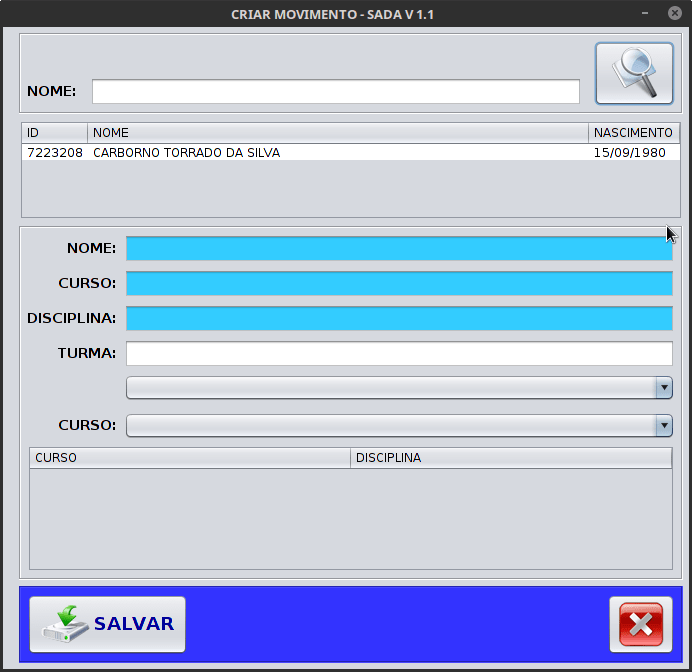 CRIAR MOVIMENTO - SADA V 1.1
NOME:
ID NOME NASCIMENTO
7223208 CARBORNO TORRADO DA SILVA 15/09/1980
NOME:
CURSO:
DISCIPLINA:
TURMA:
CURSO:
CURSO DISCIPLINA
SALVAR